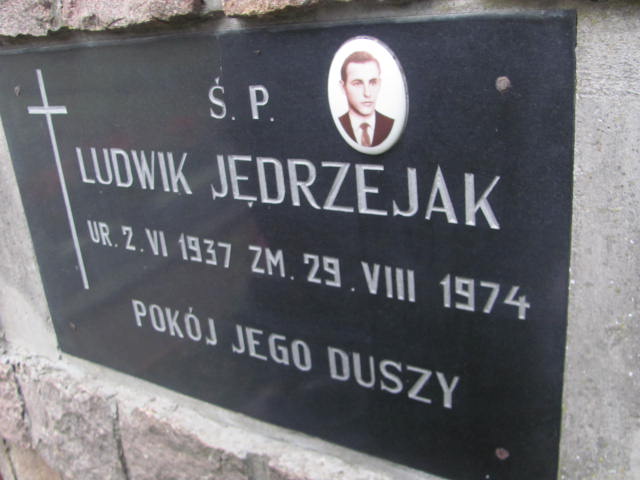 Ś. P.
LUDWIK JĘDRZEJAK
UR. 2. VI 1937 ZM. 29. VIII 1974
POKÓJ JEGO DUSZY